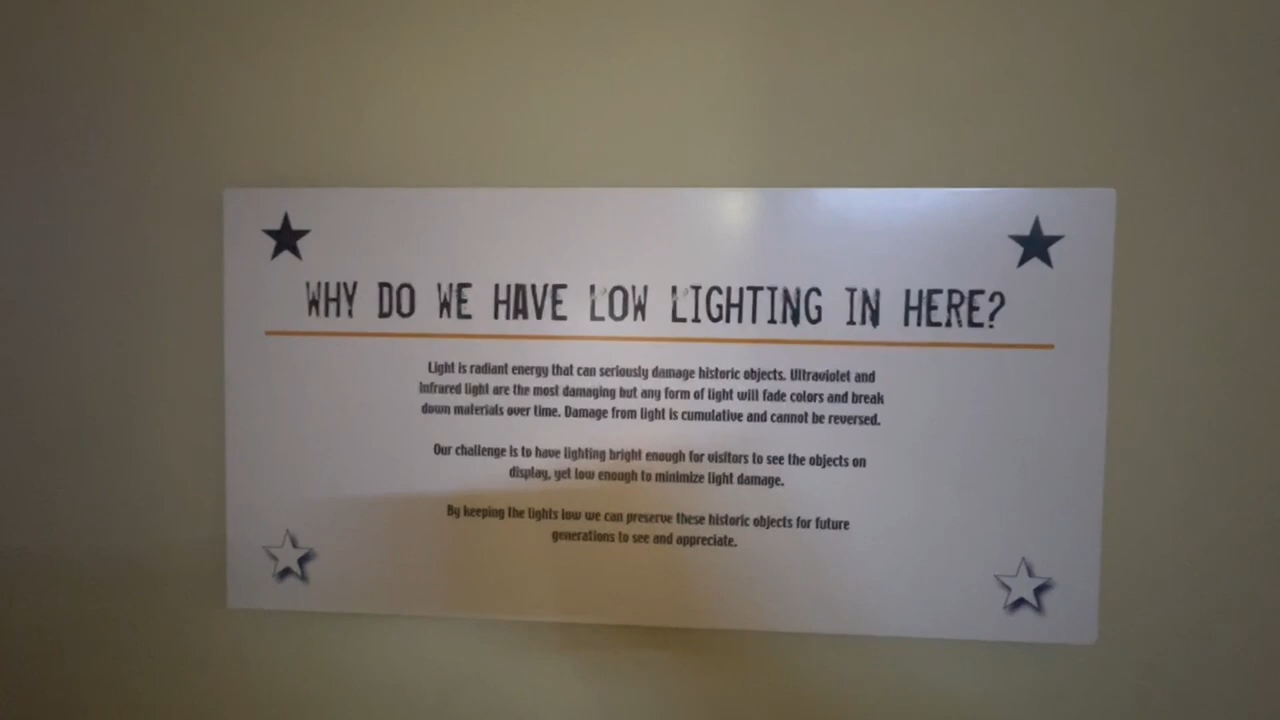 WHY DO WE HAVE LOW LIGHTING IN HERE?
Light is radiant energy that can seriously damage historic objects. Ultraviolet and
Infrared light are the most damaging but any form of light will fade colors and break
down materials over time. Damage from light is cumulative and cannot be reversed.
Our challenge is to have lighting bright enough for visitors to see the objects on
display, yet low enough to minimize light damage.
By keeping the lights low we can preserve these historic objects for future
generations to see and appreciate.